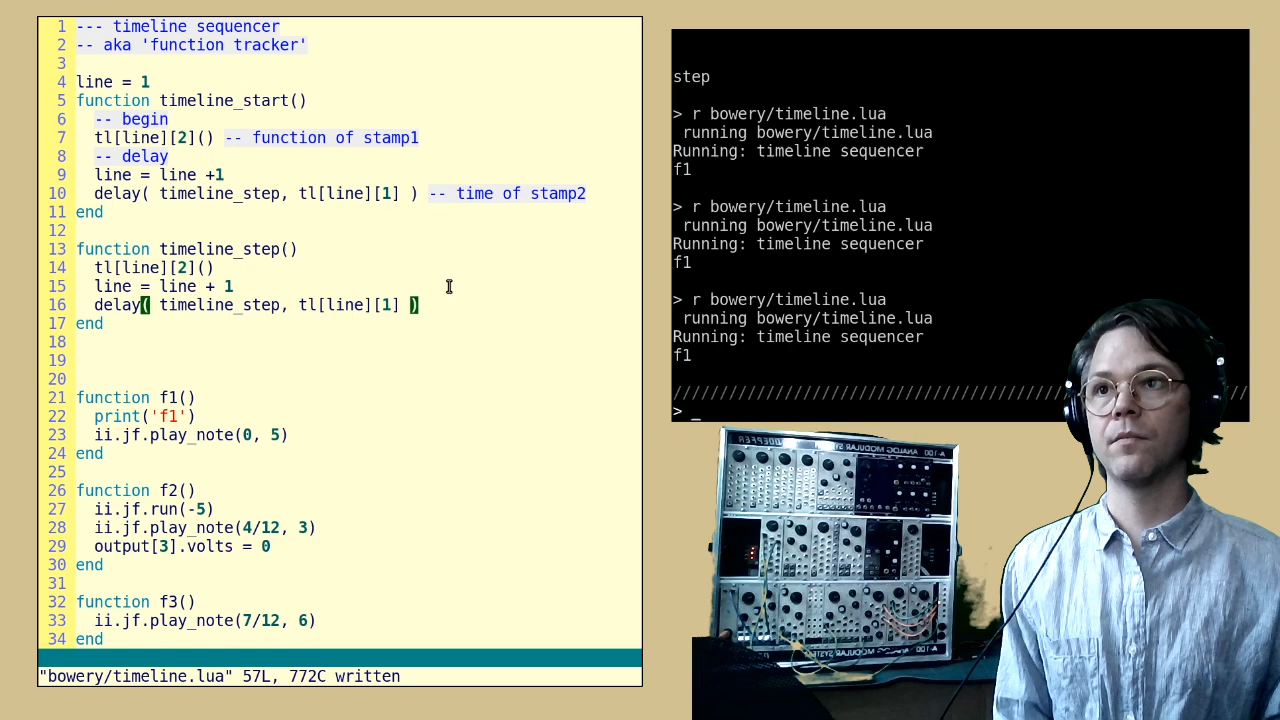 1 --- timeline sequencer
2 -- aka 'function tracker'
3
4 line = 1
5 function timeline_start()
6 -- begin
7 tl[line][2]() -- function of stamp1
8 -- delay
9 line = line +1
10 delay( timeline_step, tl[line][1] ) -- time of stamp2
11 end
12
13 function timeline_step()
14 tl[line][2]()
15 line = line + 1
16 delay( timeline_step, tl[line][1] )
17 end
18
19
20
21 function f1()
22 print('f1')
23 ii.jf.play_note(0, 5)
24 end
25
26 function f2()
27 ii.jf.run(-5)
28 ii.jf.play_note(4/12, 3)
29 output[3].volts = 0
30 end
31
32 function f3()
33 ii.jf.play_note(7/12, 6)
34 end
"bowery/timeline.lua" 57L, 772C written
step
> r bowery/timeline.lua
running bowery/timeline.lua
Running: timeline sequencer
f1
> r bowery/timeline.lua
running bowery/timeline.lua
Running: timeline sequencer
f1
> r bowery/timeline.lua
running bowery/timeline.lua
Running: timeline sequencer
f1
> _
DOEPFER A-100 ANALOG MODULAR SYSTEM A-100